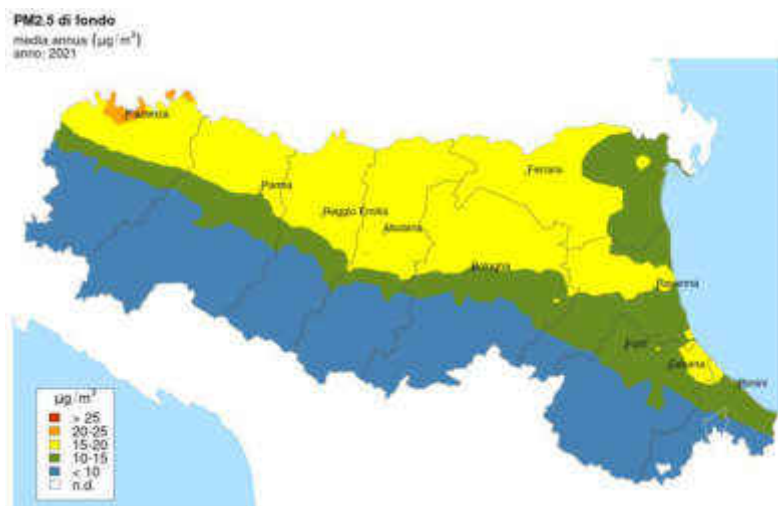 PM2.5 di fondo
media annua (µg/m³)
anno: 2021
Piacenza
Parma
Reggio Emilia
Modena
Ferrara
Bologna
Ravenna
Forlì
Cesena
Rimini
µg/m³
> 25
20-25
15-20
10-15
< 10
n.d.